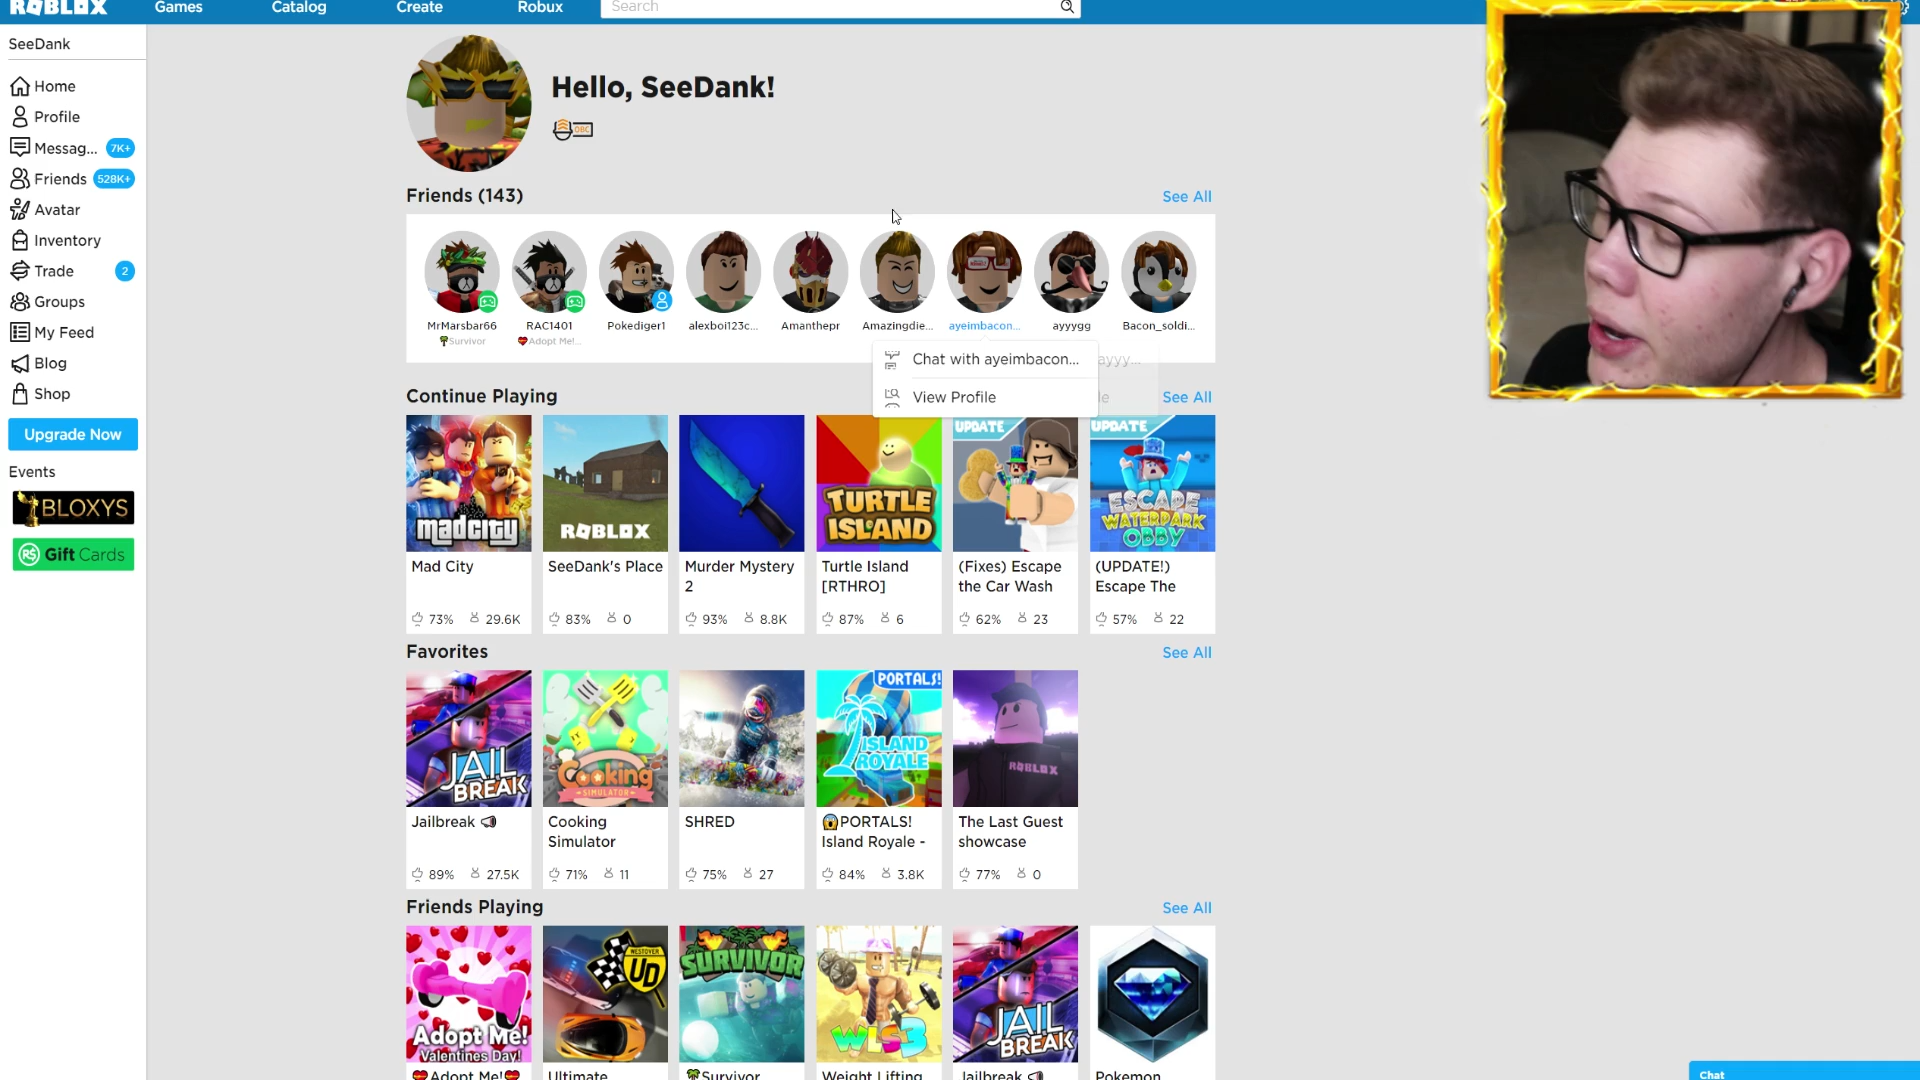 ROBLOX
Games
Catalog
Create
Robux
Search
SeeDank
Home
Profile
Messag... 7K+
Friends 528K+
Avatar
Inventory
Trade 2
Groups
My Feed
Blog
Shop
Upgrade Now
Events
BLOXYS
Gift Cards
Hello, SeeDank!
OBC
Friends (143)
See All
MrMarsbar66
Survivor
RAC1401
Adopt Me!...
Pokediger1
alexboi123c...
Amanthepr
Amazingdie...
ayeimbacon...
ayyygg
Bacon_soldi...
Chat with ayeimbacon...
ayyy...
View Profile
le
Continue Playing
See All
madcity
ROBLOX
TURTLE
ISLAND
UPDATE
UPDATE
ESCAPE
WATERPARK
OBBY
Mad City
73% 29.6K
SeeDank's Place
83% 0
Murder Mystery
2
93% 8.8K
Turtle Island
[RTHRO]
87% 6
(Fixes) Escape
the Car Wash
62% 23
(UPDATE!)
Escape The
57% 22
Favorites
See All
JAIL
BREAK
Cooking
SIMULATOR
PORTALS!
ISLAND
ROYALE
ROBLOX
Jailbreak
89% 27.5K
Cooking
Simulator
71% 11
SHRED
75% 27
😱PORTALS!
Island Royale -
84% 3.8K
The Last Guest
showcase
77% 0
Friends Playing
See All
Adopt Me!
Valentines Day!
WESTOVER
UD
SURVIVOR
WLS3
JAIL
BREAK
Adopt Me!
Ultimate
Survivor
Weight Lifting
Jailbreak
Pokemon
Chat